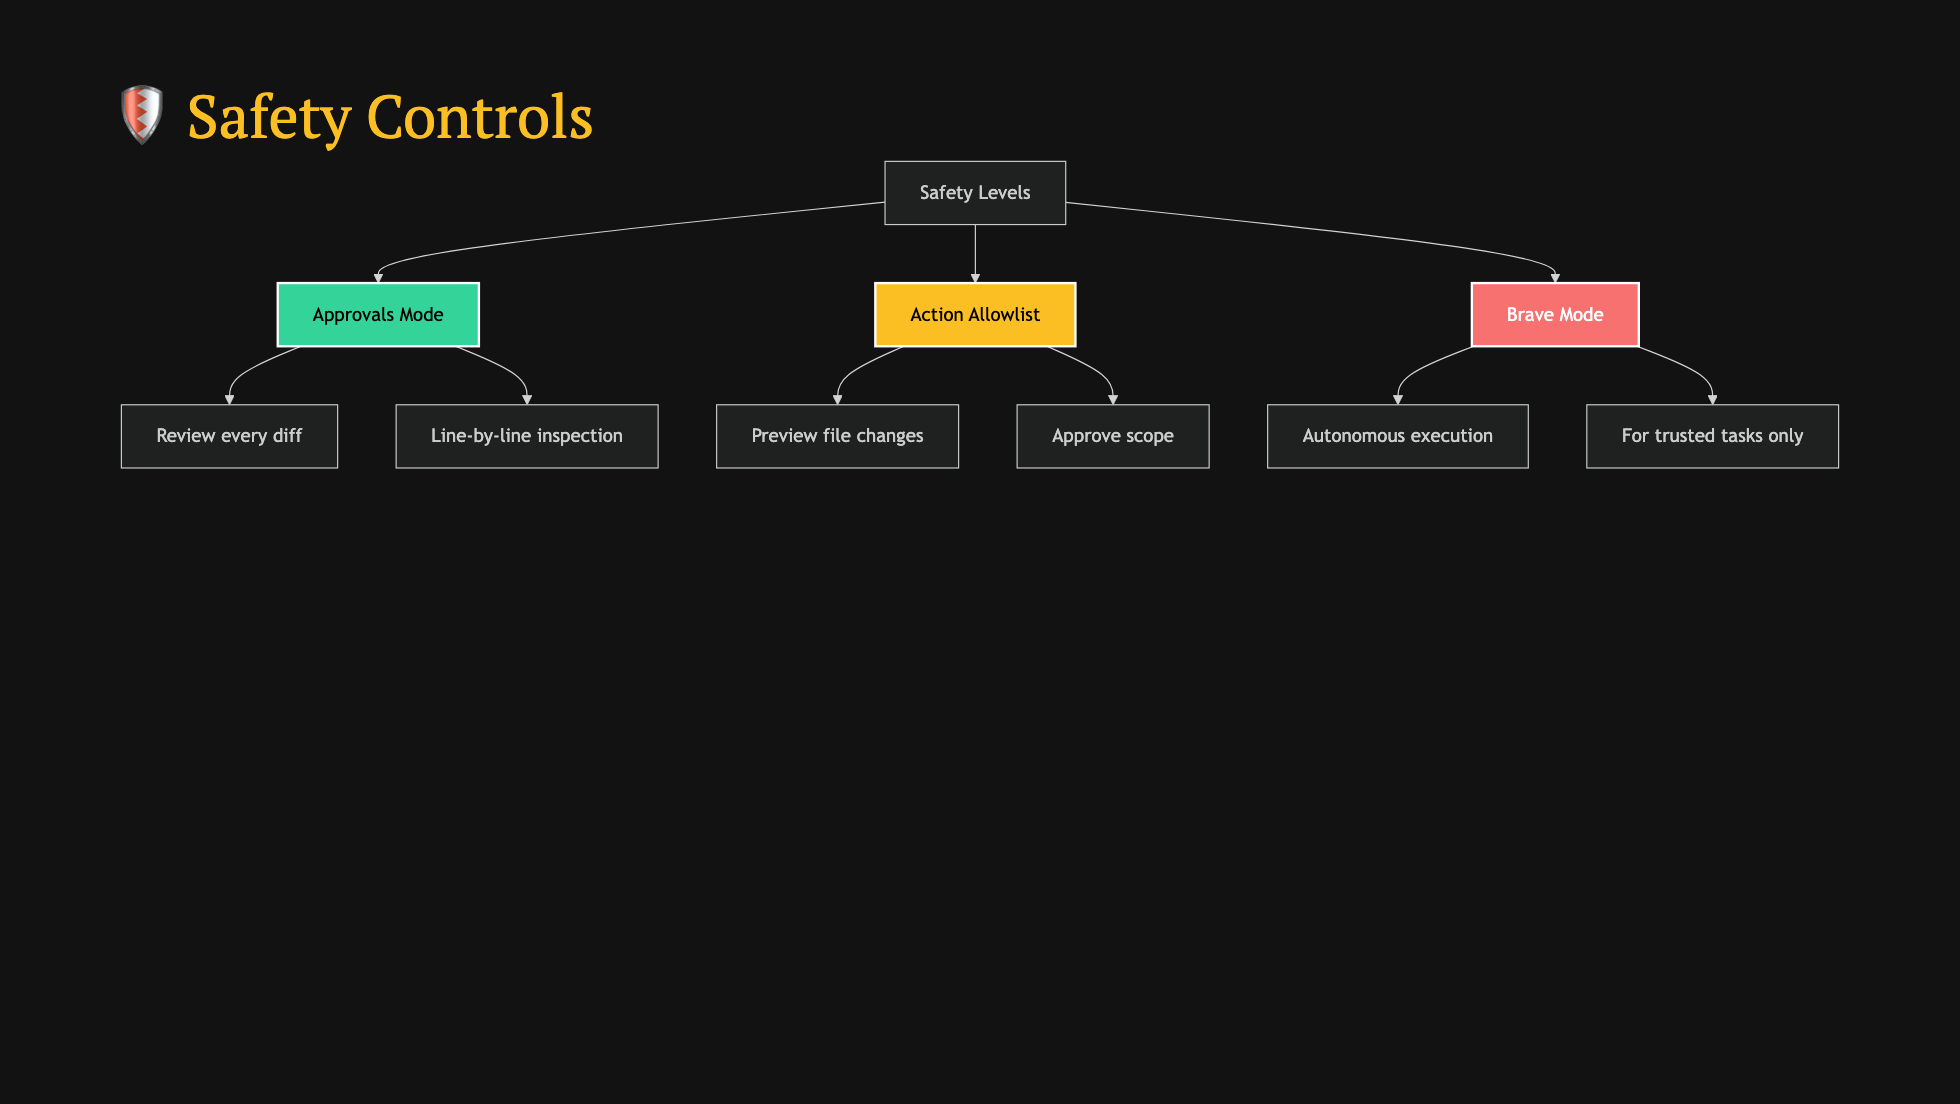 Safety Controls
Safety Levels
Approvals Mode
Action Allowlist
Brave Mode
Review every diff
Line-by-line inspection
Preview file changes
Approve scope
Autonomous execution
For trusted tasks only